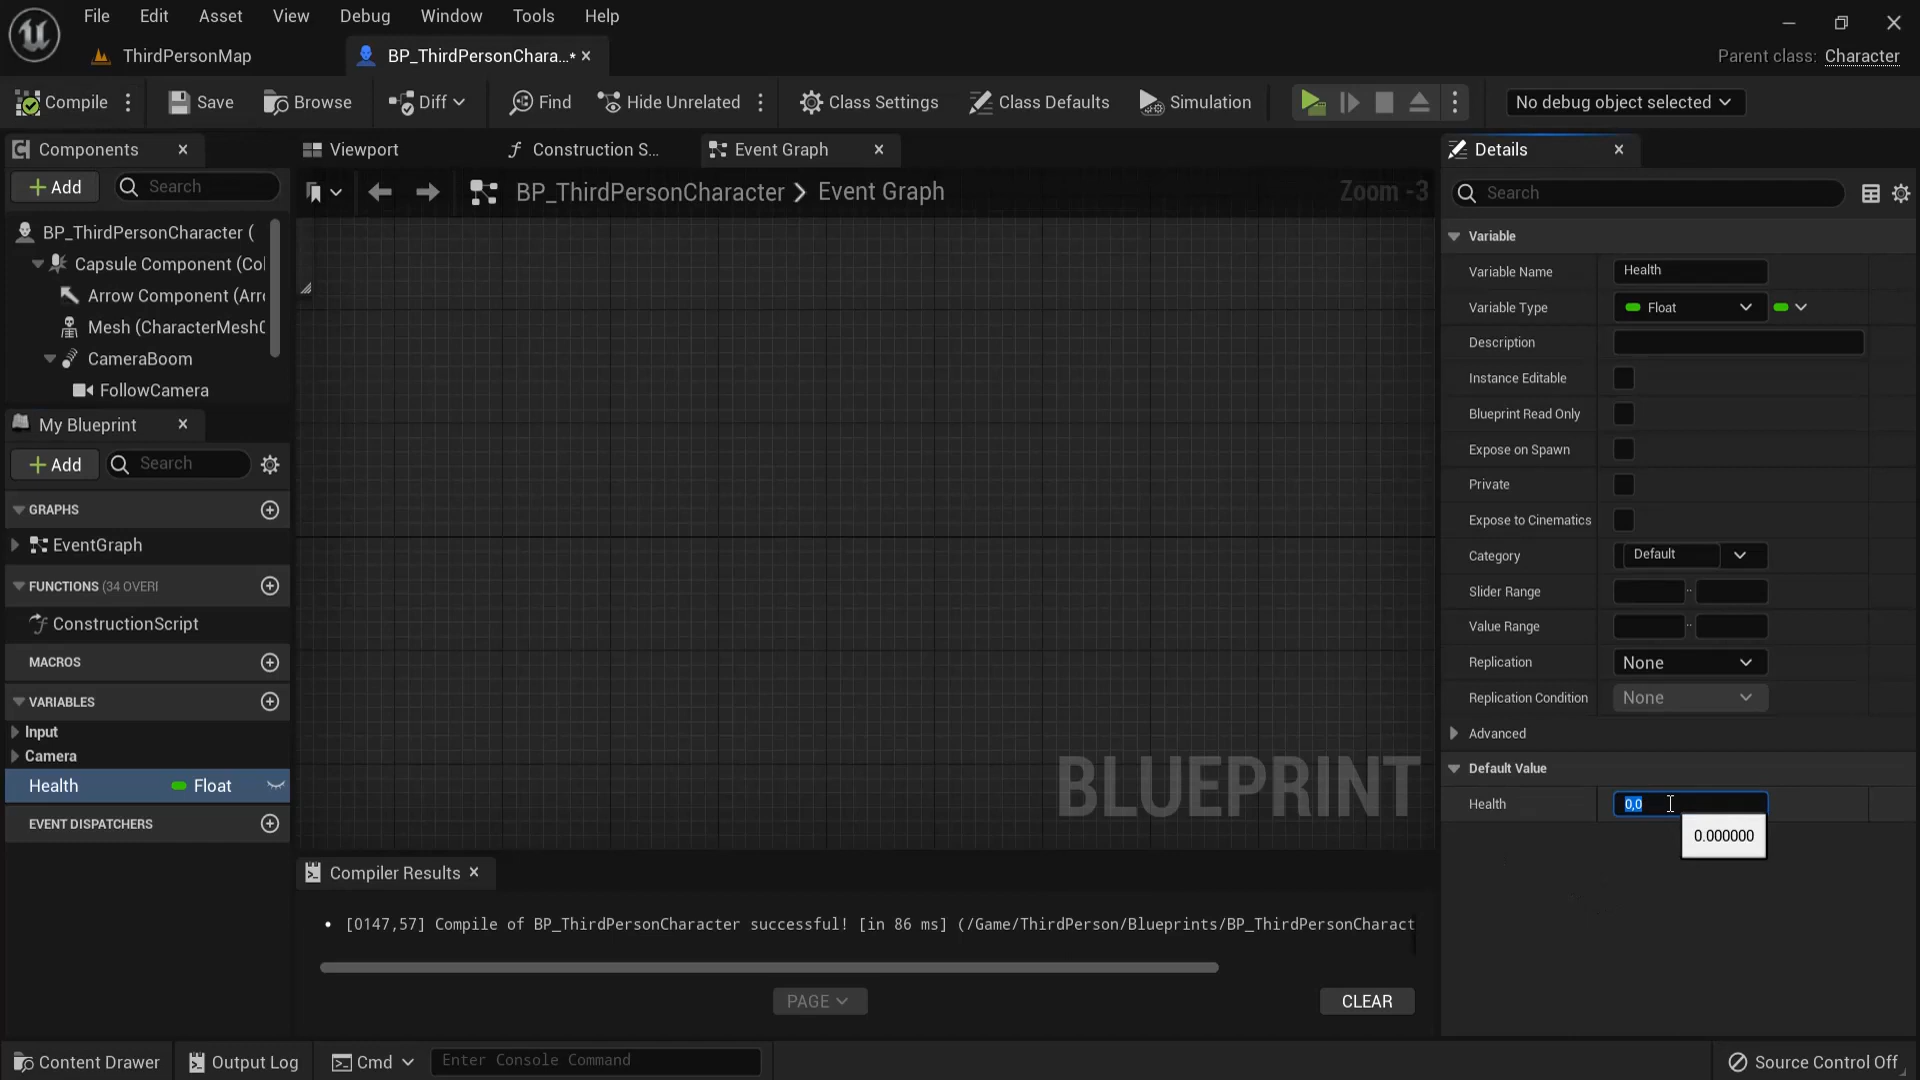 File Edit Asset View Debug Window Tools Help
ThirdPersonMap
BP_ThirdPersonChara...*
Parent class: Character
Compile
Save
Browse
Diff
Find
Hide Unrelated
Class Settings
Class Defaults
Simulation
No debug object selected
Components
Add
Search
BP_ThirdPersonCharacter (
Capsule Component (Col
Arrow Component (Arr
Mesh (CharacterMesh
CameraBoom
FollowCamera
My Blueprint
Add
Search
GRAPHS
EventGraph
FUNCTIONS (34 OVERI
ConstructionScript
MACROS
VARIABLES
Input
Camera
Health Float
EVENT DISPATCHERS
Viewport
Construction S...
Event Graph
BP_ThirdPersonCharacter > Event Graph
Zoom -3
BLUEPRINT
Compiler Results
• [0147,57] Compile of BP_ThirdPersonCharacter successful! [in 86 ms] (/Game/ThirdPerson/Blueprints/BP_ThirdPersonCharact
PAGE
CLEAR
Details
Search
Variable
Variable Name Health
Variable Type Float
Description
Instance Editable
Blueprint Read Only
Expose on Spawn
Private
Expose to Cinematics
Category Default
Slider Range ..
Value Range ..
Replication None
Replication Condition None
Advanced
Default Value
Health 0,0
0.000000
Content Drawer
Output Log
Cmd
Enter Console Command
Source Control Off